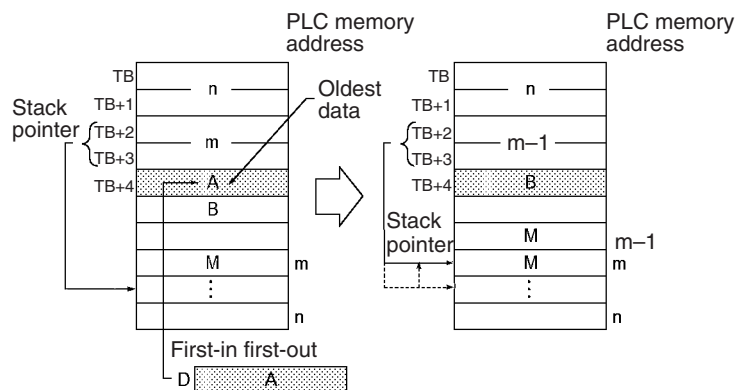 PLC memory
address
TB
n
TB+1
Oldest
data
Stack
pointer
TB+2
m
TB+3
TB+4
A
B
M
m
⋮
n
First-in first-out
D
A
PLC memory
address
TB
n
TB+1
TB+2
m–1
TB+3
TB+4
B
Stack
pointer
M
m–1
M
m
⋮
n